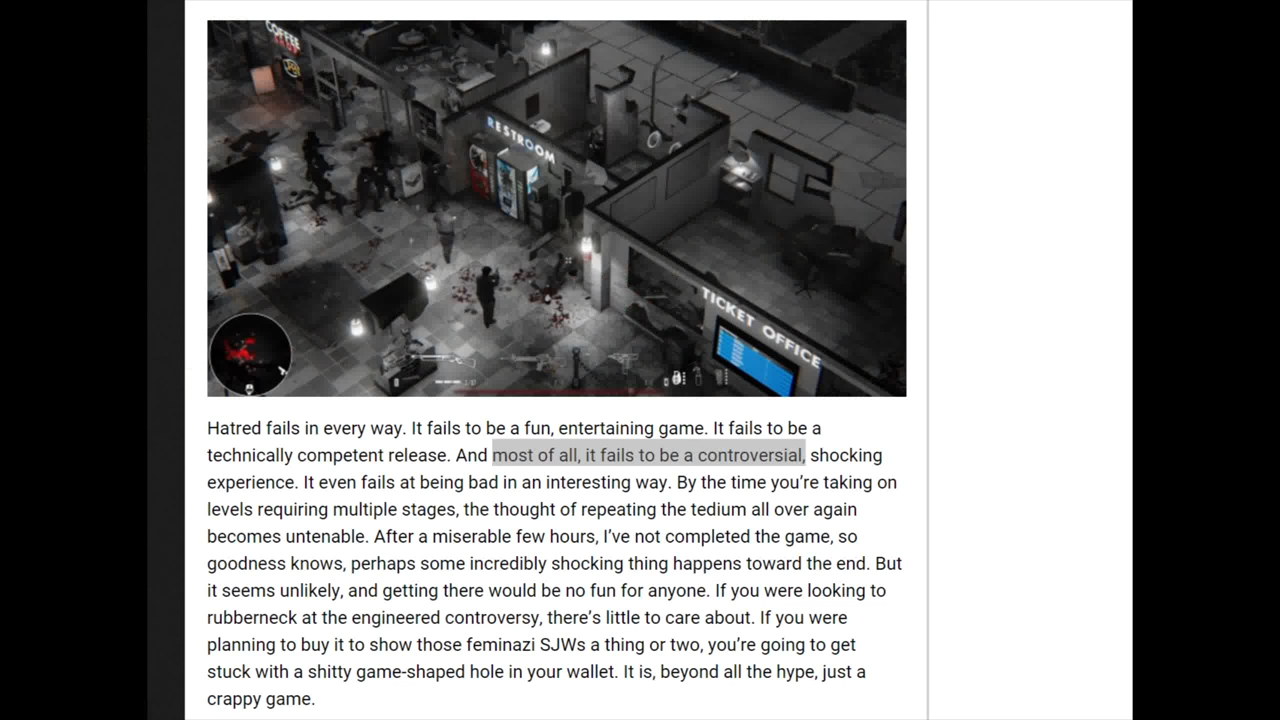 COFFEE
RESTROOM
TICKET OFFICE
Hatred fails in every way. It fails to be a fun, entertaining game. It fails to be a
technically competent release. And most of all, it fails to be a controversial, shocking
experience. It even fails at being bad in an interesting way. By the time you’re taking on
levels requiring multiple stages, the thought of repeating the tedium all over again
becomes untenable. After a miserable few hours, I’ve not completed the game, so
goodness knows, perhaps some incredibly shocking thing happens toward the end. But
it seems unlikely, and getting there would be no fun for anyone. If you were looking to
rubberneck at the engineered controversy, there’s little to care about. If you were
planning to buy it to show those feminazi SJWs a thing or two, you’re going to get
stuck with a shitty game-shaped hole in your wallet. It is, beyond all the hype, just a
crappy game.